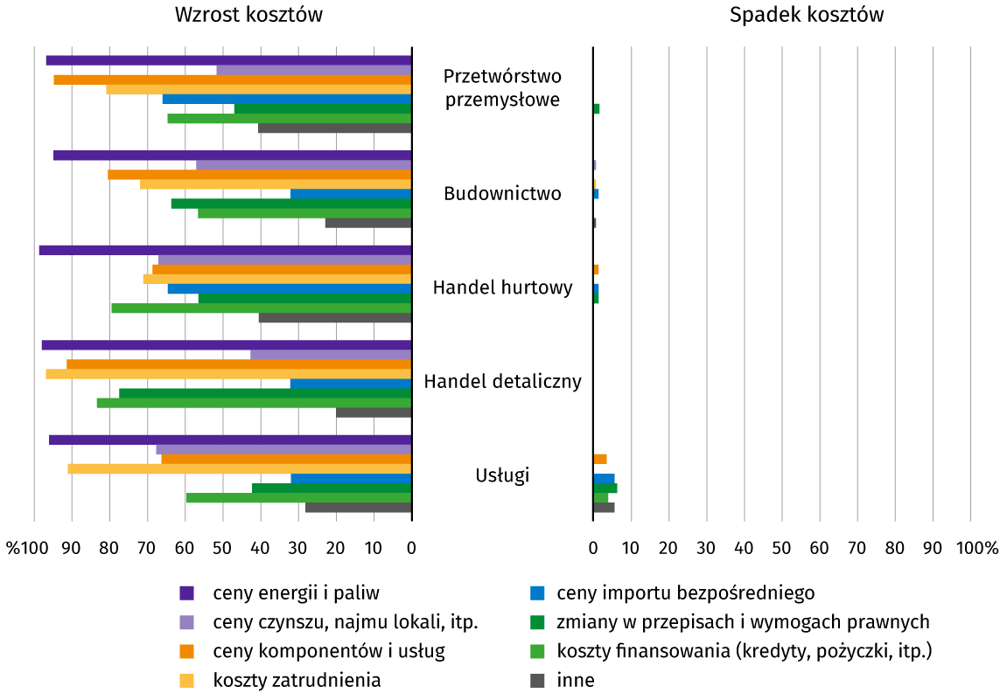 Wzrost kosztów
Spadek kosztów
Przetwórstwo
przemysłowe
Budownictwo
Handel hurtowy
Handel detaliczny
Usługi
%100 90 80 70 60 50 40 30 20 10 0
0 10 20 30 40 50 60 70 80 90 100%
ceny energii i paliw
ceny czynszu, najmu lokali, itp.
ceny komponentów i usług
koszty zatrudnienia
ceny importu bezpośredniego
zmiany w przepisach i wymogach prawnych
koszty finansowania (kredyty, pożyczki, itp.)
inne